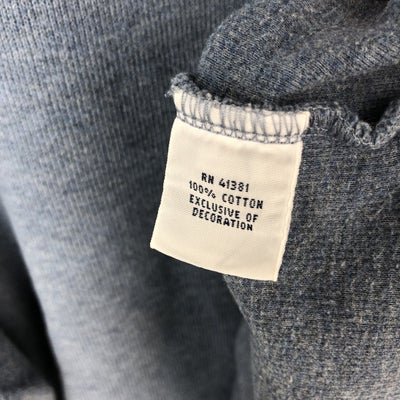 RN 41381
100% COTTON
EXCLUSIVE OF
DECORATION